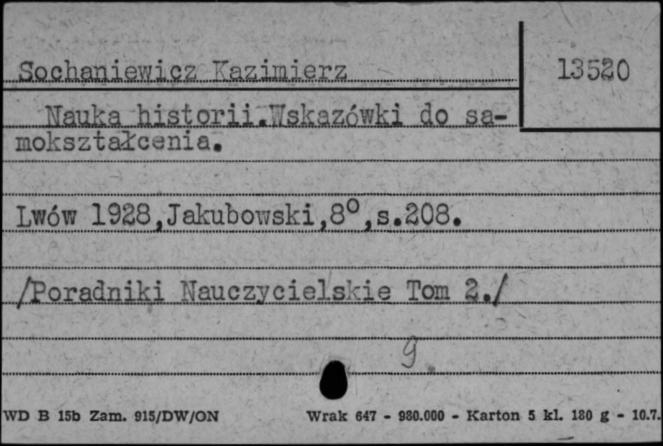 Sochaniewicz Kazimierz
13520
Nauka historii.Wskazówki do sa-
mokształcenia.
Lwów 1928,Jakubowski,8°,s.208.
/Poradniki Nauczycielskie Tom 2./
9
WD B 15b Zam. 915/DW/ON Wrak 647 - 980.000 - Karton 5 kl. 180 g - 10.7.